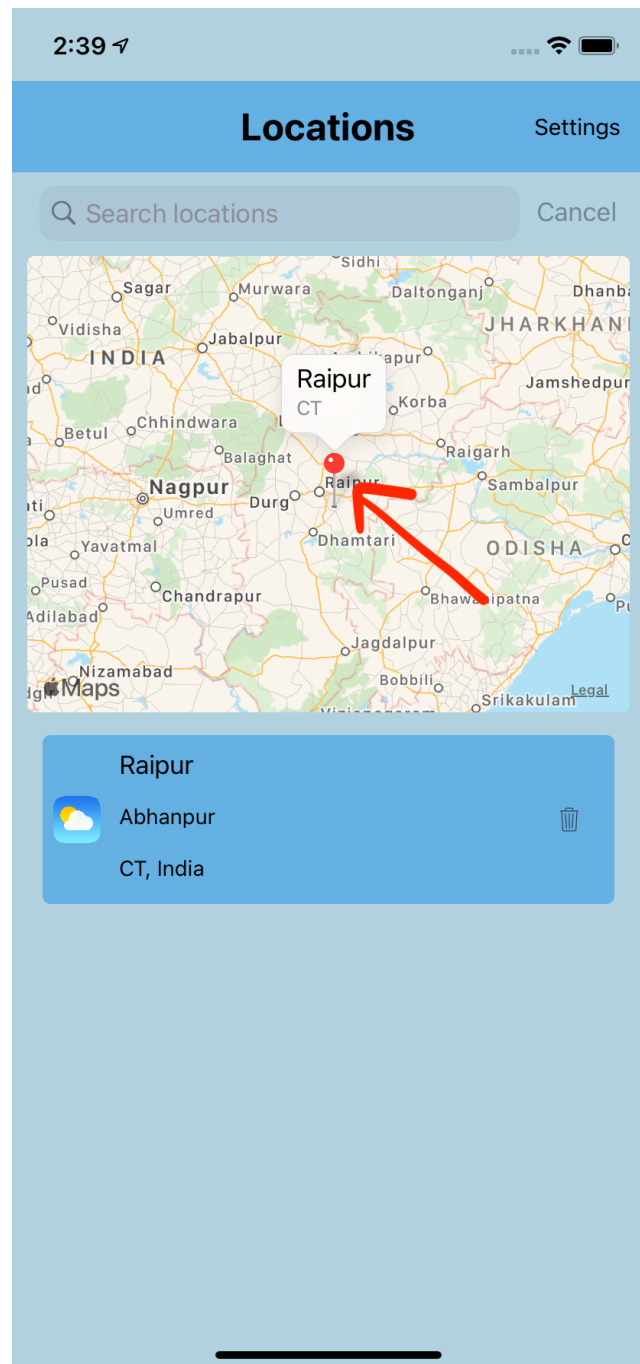 2:39
Locations
Settings
Search locations
Cancel
Sidhi
Sagar
Murwara
Daltonganj
Dhanba
Vidisha
JHARKHAN
Jabalpur
INDIA
apur
Raipur
CT
Jamshedpur
Korba
Chhindwara
Betul
Balaghat
Raigarh
Nagpur
Raipur
Sambalpur
Durg
Umred
Dhamtari
ODISHA
Yavatmal
Pusad
Chandrapur
Bhawanipatna
Adilabad
Jagdalpur
Nizamabad
Bobbili
Maps
Srikakulam
Legal
Raipur
Abhanpur
CT, India